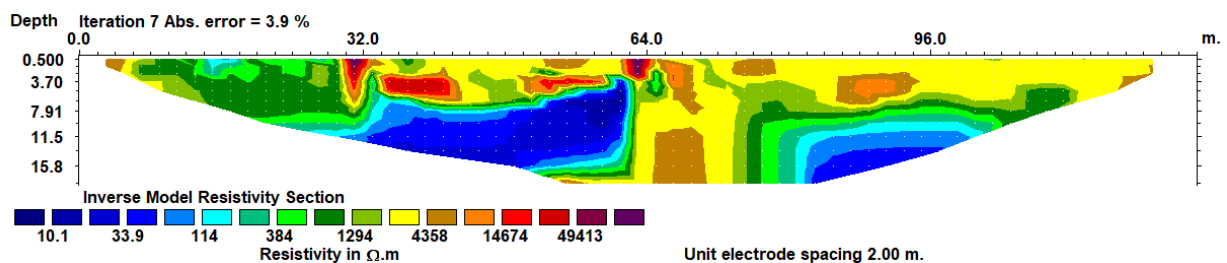 Depth Iteration 7 Abs. error = 3.9 %
0.0 32.0 64.0 96.0 m.
0.500
3.70
7.91
11.5
15.8
Inverse Model Resistivity Section
10.1 33.9 114 384 1294 4358 14674 49413
Resistivity in Ω.m Unit electrode spacing 2.00 m.